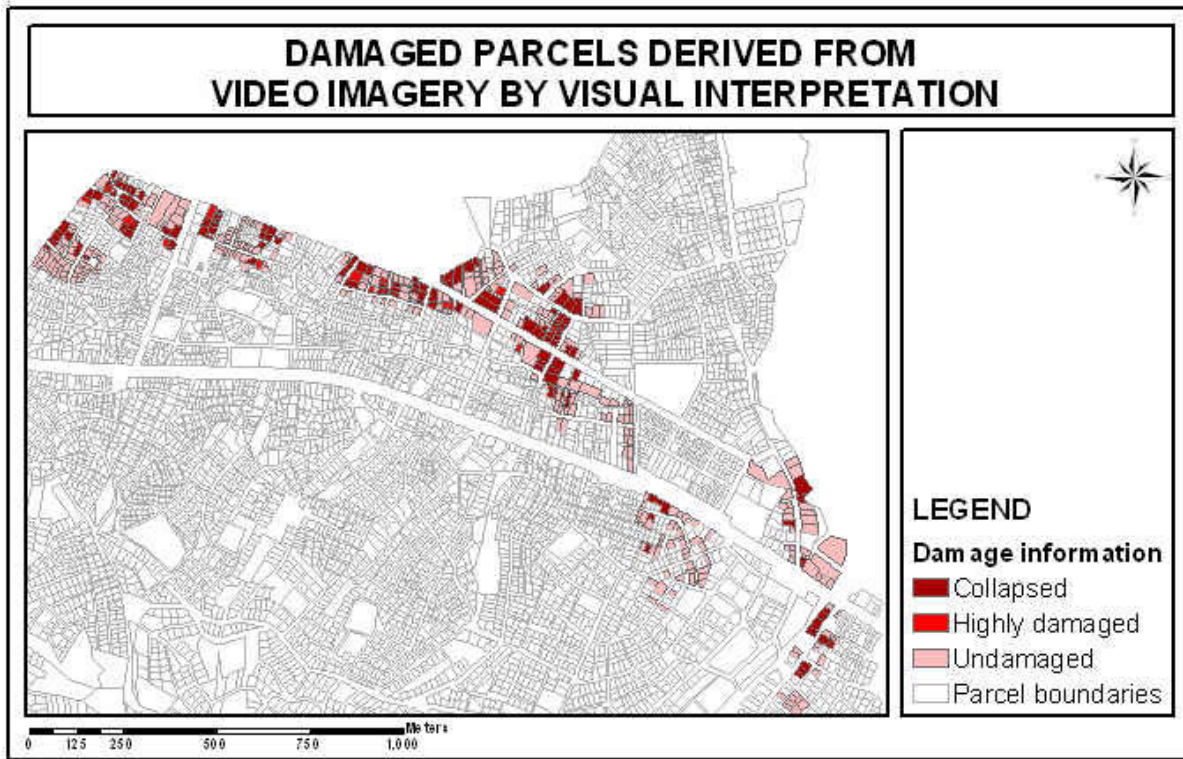 DAMAGED PARCELS DERIVED FROM
VIDEO IMAGERY BY VISUAL INTERPRETATION
LEGEND
Damage information
Collapsed
Highly damaged
Undamaged
Parcel boundaries
Meters
0 125 250 500 750 1,000